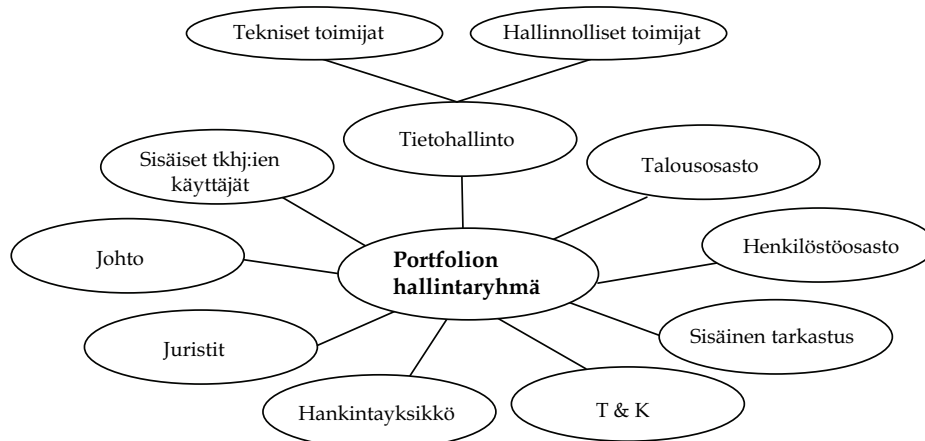 Tekniset toimijat
Hallinnolliset toimijat
Tietohallinto
Sisäiset tkhj:ien
käyttäjät
Talousosasto
Johto
Portfolion
hallintaryhmä
Henkilöstöosasto
Juristit
Sisäinen tarkastus
Hankintayksikkö
T & K